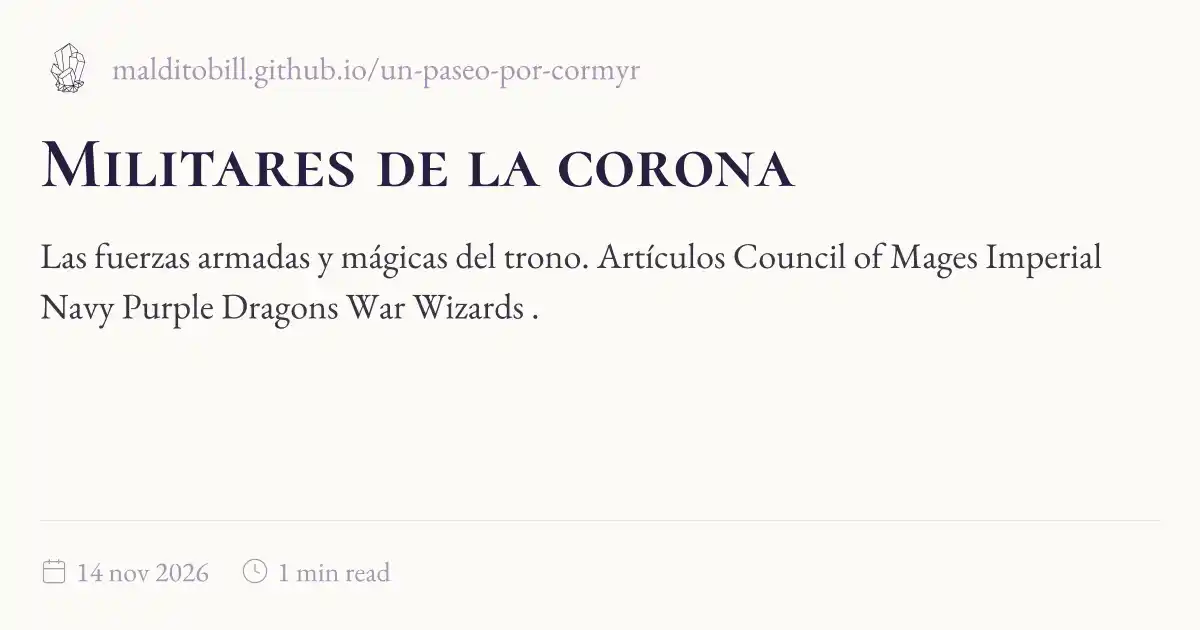 malditobill.github.io/un-paseo-por-cormyr
Militares de la corona
Las fuerzas armadas y mágicas del trono. Artículos Council of Mages Imperial
Navy Purple Dragons War Wizards .
14 nov 2026 1 min read